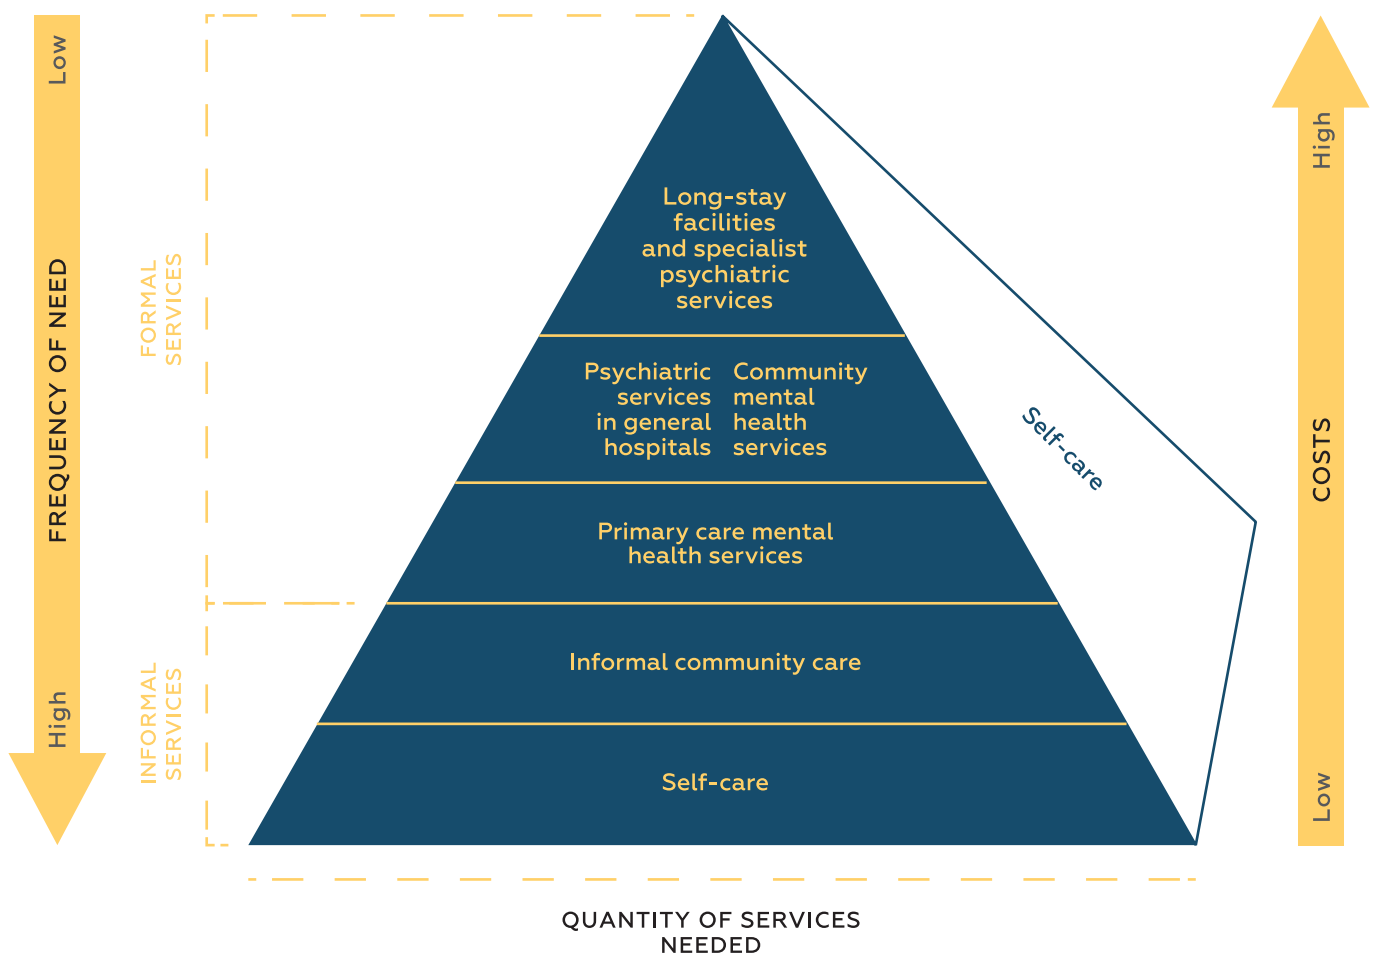 Low
FREQUENCY OF NEED
High
FORMAL
SERVICES
INFORMAL
SERVICES
Long-stay
facilities
and specialist
psychiatric
services
Psychiatric
services
in general
hospitals
Community
mental
health
services
Primary care mental
health services
Informal community care
Self-care
Self-care
High
COSTS
Low
QUANTITY OF SERVICES
NEEDED